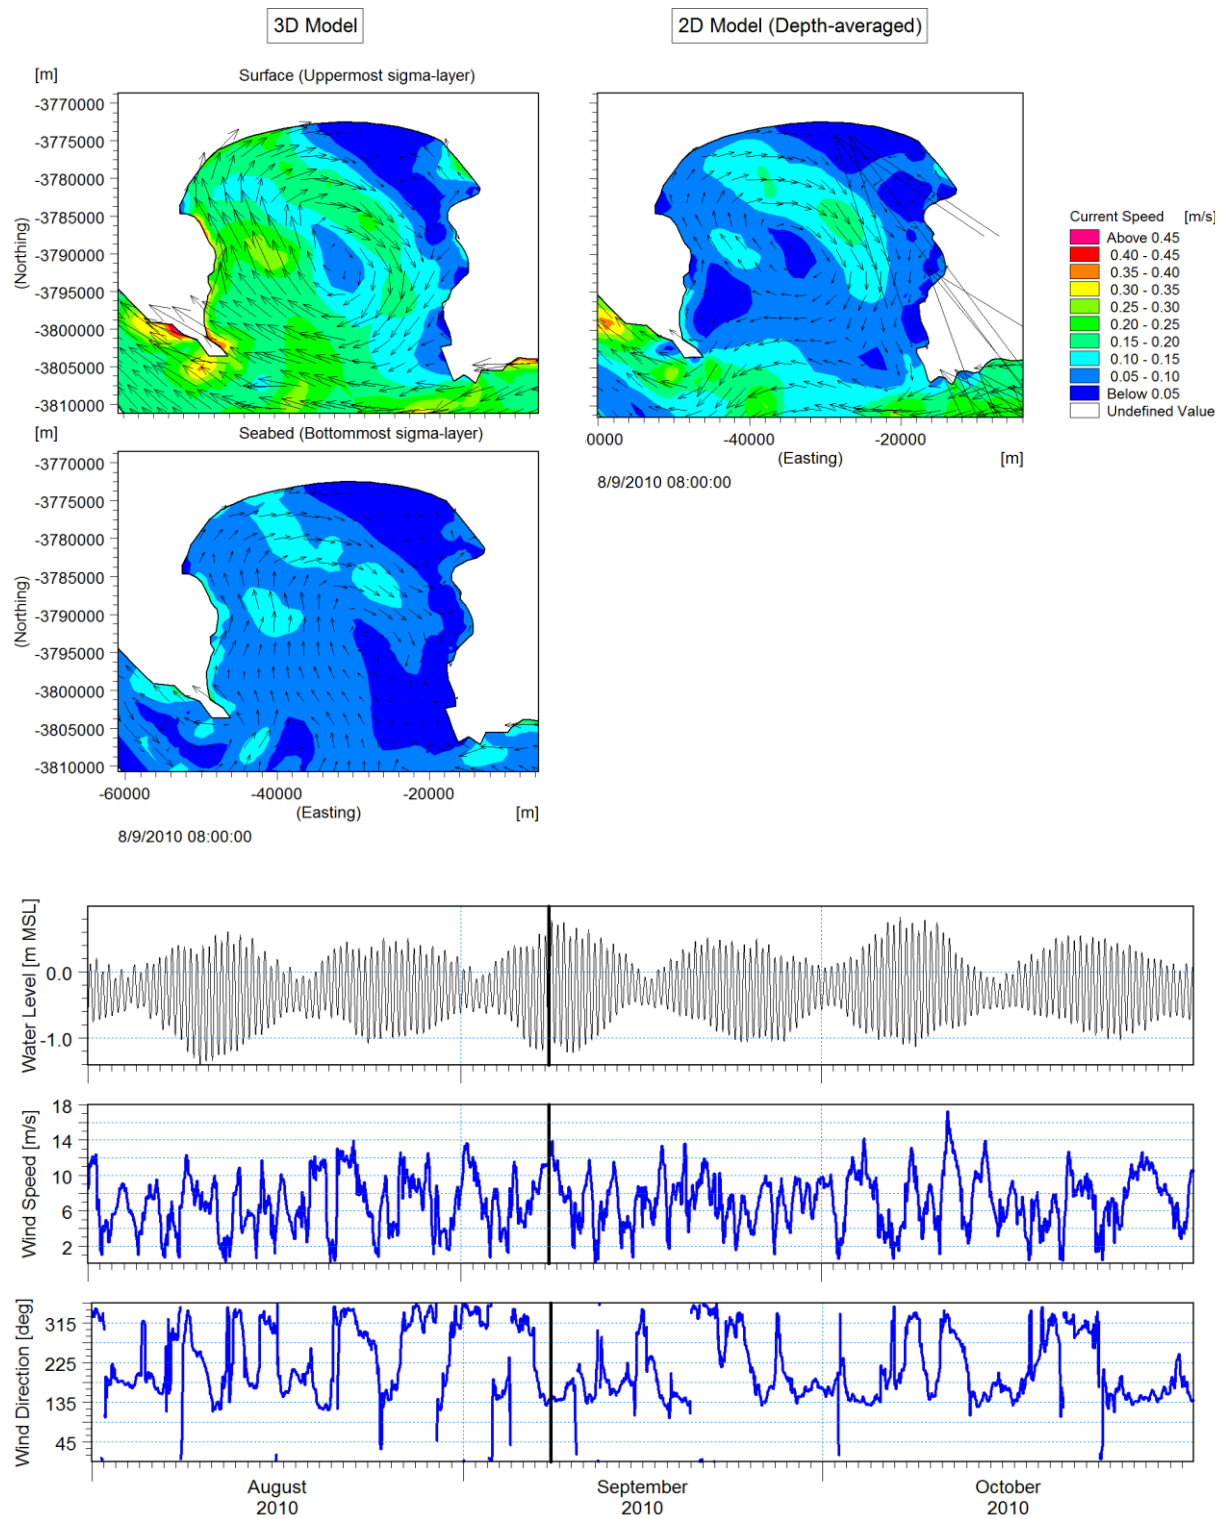 3D Model
2D Model (Depth-averaged)
[m]
Surface (Uppermost sigma-layer)
-3770000
-3775000
-3780000
-3785000
-3790000
-3795000
-3800000
-3805000
-3810000
(Northing)
0000
-40000
-20000
(Easting)
[m]
8/9/2010 08:00:00
Current Speed [m/s]
Above 0.45
0.40 - 0.45
0.35 - 0.40
0.30 - 0.35
0.25 - 0.30
0.20 - 0.25
0.15 - 0.20
0.10 - 0.15
0.05 - 0.10
Below 0.05
Undefined Value
[m]
Seabed (Bottommost sigma-layer)
-3770000
-3775000
-3780000
-3785000
-3790000
-3795000
-3800000
-3805000
-3810000
(Northing)
-60000
-40000
-20000
(Easting)
[m]
8/9/2010 08:00:00
Water Level [m MSL]
0.0
-1.0
Wind Speed [m/s]
18
14
10
6
2
Wind Direction [deg]
315
225
135
45
August
2010
September
2010
October
2010